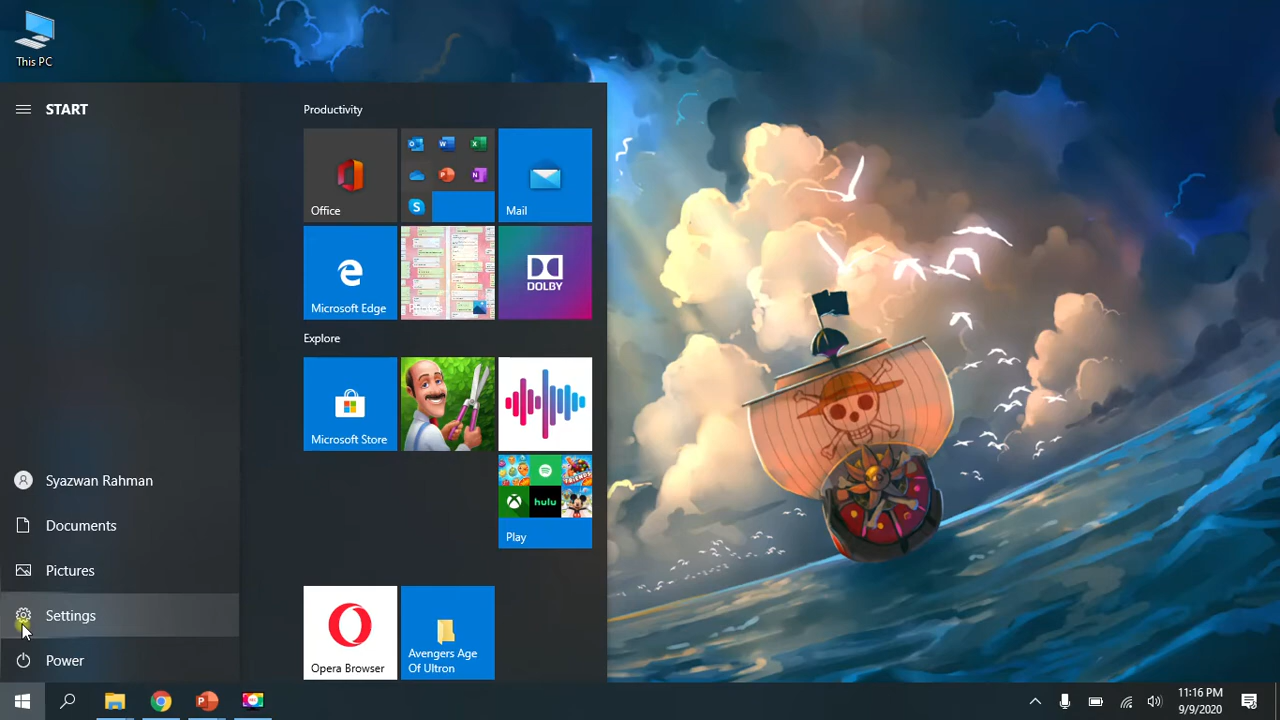 This PC
START
Productivity
Office
Mail
Microsoft Edge
DOLBY
Explore
Microsoft Store
hulu
Play
Syazwan Rahman
Documents
Pictures
Settings
Power
Opera Browser
Avengers Age
Of Ultron
11:16 PM
9/9/2020